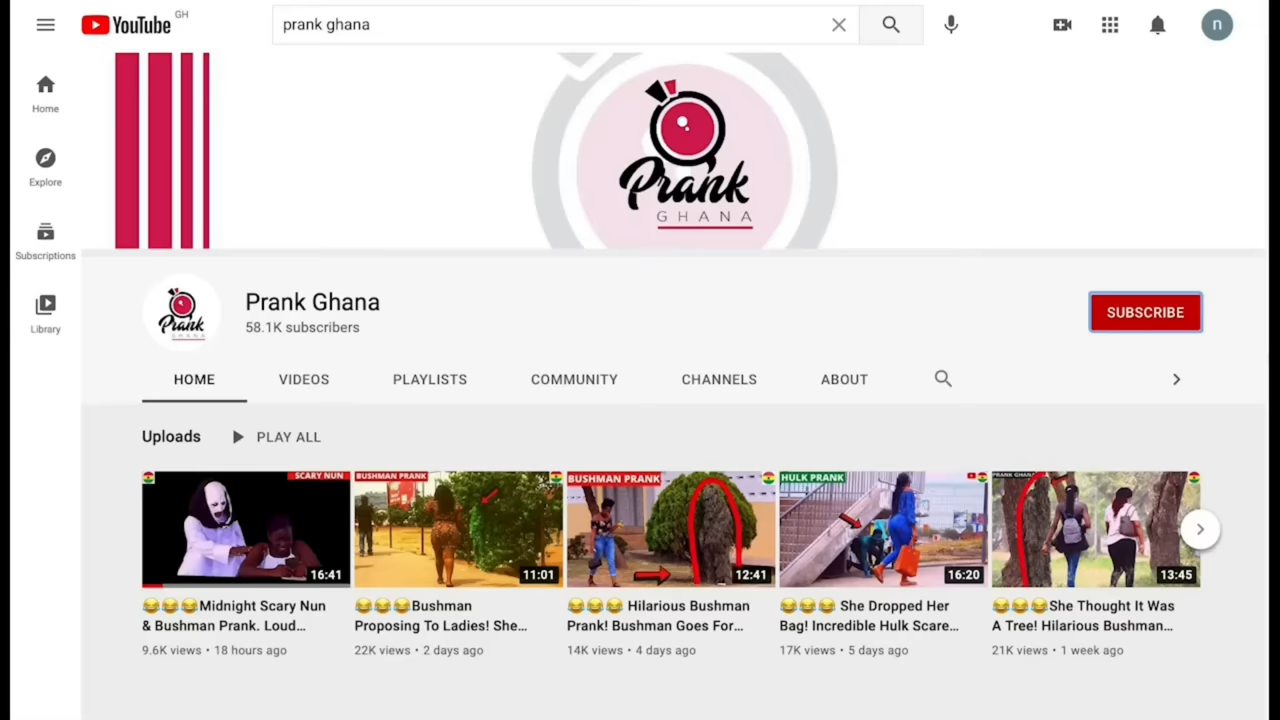 YouTube GH
prank ghana
n
Home
Explore
Subscriptions
Library
Prank
GHANA
Prank
GHANA
Prank Ghana
58.1K subscribers
SUBSCRIBE
HOME VIDEOS PLAYLISTS COMMUNITY CHANNELS ABOUT
Uploads PLAY ALL
SCARY NUN
16:41
BUSHMAN PRANK
11:01
BUSHMAN PRANK
12:41
HULK PRANK
16:20
PRANK GHANA
13:45
😂😂😂Midnight Scary Nun
& Bushman Prank. Loud...
9.6K views • 18 hours ago
😂😂😂Bushman
Proposing To Ladies! She...
22K views • 2 days ago
😂😂😂 Hilarious Bushman
Prank! Bushman Goes For...
14K views • 4 days ago
😂😂😂 She Dropped Her
Bag! Incredible Hulk Scare...
17K views • 5 days ago
😂😂😂She Thought It Was
A Tree! Hilarious Bushman...
21K views • 1 week ago